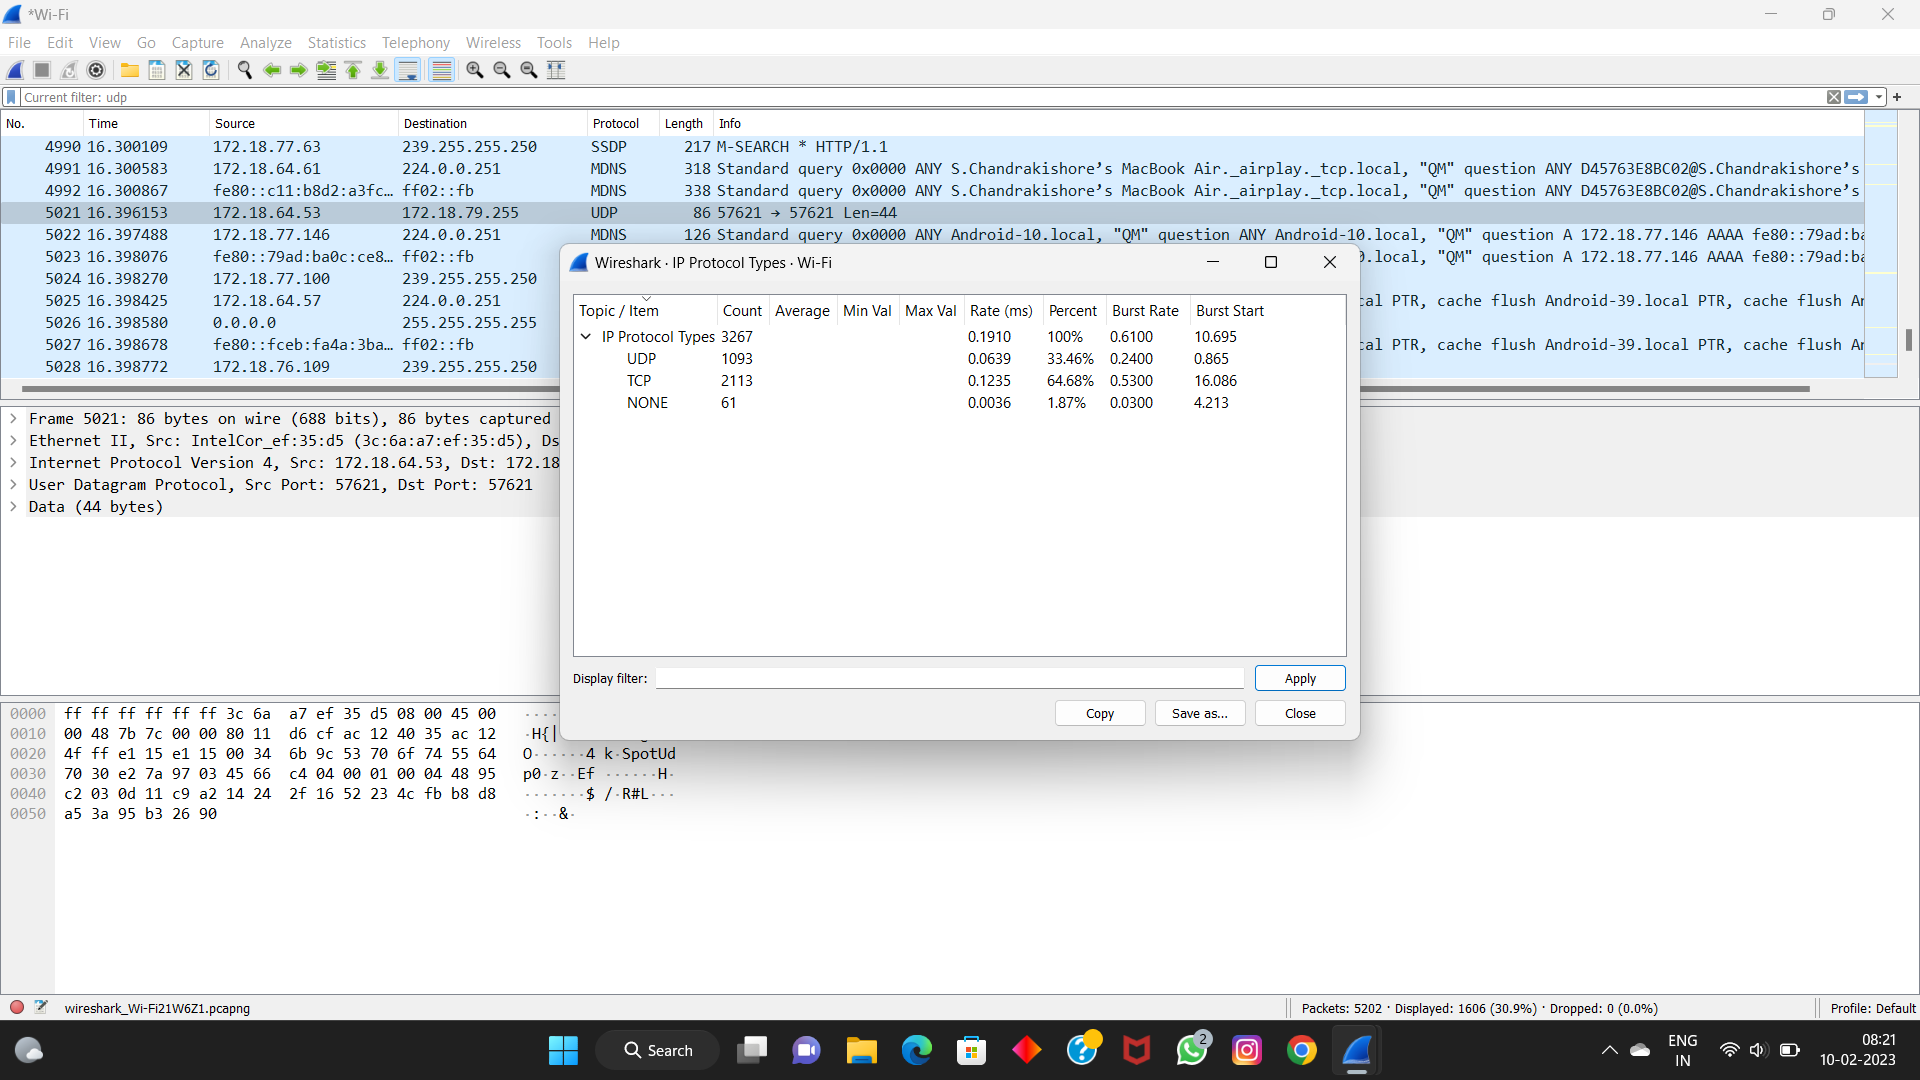 *Wi-Fi
File Edit View Go Capture Analyze Statistics Telephony Wireless Tools Help
Current filter: udp
No. Time Source Destination Protocol Length Info
4990 16.300109 172.18.77.63 239.255.255.250 SSDP 217 M-SEARCH * HTTP/1.1
4991 16.300583 172.18.64.61 224.0.0.251 MDNS 318 Standard query 0x0000 ANY S.Chandrakishore’s MacBook Air._airplay._tcp.local, "QM" question ANY D45763E8BC02@S.Chandrakishore’s
4992 16.300867 fe80::c11:b8d2:a3fc… ff02::fb MDNS 338 Standard query 0x0000 ANY S.Chandrakishore’s MacBook Air._airplay._tcp.local, "QM" question ANY D45763E8BC02@S.Chandrakishore’s
5021 16.396153 172.18.64.53 172.18.79.255 UDP 86 57621 → 57621 Len=44
5022 16.397488 172.18.77.146 224.0.0.251 MDNS 126 Standard query 0x0000 ANY Android-10.local, "QM" question ANY Android-10.local, "QM" question A 172.18.77.146 AAAA fe80::79ad:ba
5023 16.398076 fe80::79ad:ba0c:ce8… ff02::fb .local, "QM" question A 172.18.77.146 AAAA fe80::79ad:ba
5024 16.398270 172.18.77.100 239.255.255.250
5025 16.398425 172.18.64.57 224.0.0.251 cal PTR, cache flush Android-39.local PTR, cache flush Ar
5026 16.398580 0.0.0.0 255.255.255.255
5027 16.398678 fe80::fceb:fa4a:3ba… ff02::fb cal PTR, cache flush Android-39.local PTR, cache flush Ar
5028 16.398772 172.18.76.109 239.255.255.250
Wireshark · IP Protocol Types · Wi-Fi
Topic / Item Count Average Min Val Max Val Rate (ms) Percent Burst Rate Burst Start
IP Protocol Types 3267 0.1910 100% 0.6100 10.695
UDP 1093 0.0639 33.46% 0.2400 0.865
TCP 2113 0.1235 64.68% 0.5300 16.086
NONE 61 0.0036 1.87% 0.0300 4.213
Display filter: Apply
Copy Save as... Close
Frame 5021: 86 bytes on wire (688 bits), 86 bytes captured
Ethernet II, Src: IntelCor_ef:35:d5 (3c:6a:a7:ef:35:d5), Ds
Internet Protocol Version 4, Src: 172.18.64.53, Dst: 172.18
User Datagram Protocol, Src Port: 57621, Dst Port: 57621
Data (44 bytes)
0000 ff ff ff ff ff ff 3c 6a a7 ef 35 d5 08 00 45 00 ····
0010 00 48 7b 7c 00 00 80 11 d6 cf ac 12 40 35 ac 12 ·H{|
0020 4f ff e1 15 e1 15 00 34 6b 9c 53 70 6f 74 55 64 O······4 k·SpotUd
0030 70 30 e2 7a 97 03 45 66 c4 04 00 01 00 04 48 95 p0·z··Ef ······H·
0040 c2 03 0d 11 c9 a2 14 24 2f 16 52 23 4c fb b8 d8 ·······$ /·R#L···
0050 a5 3a 95 b3 26 90 ·:··&·
wireshark_Wi-Fi21W6Z1.pcapng Packets: 5202 · Displayed: 1606 (30.9%) · Dropped: 0 (0.0%) Profile: Default
Search 2 ENG IN 08:21 10-02-2023